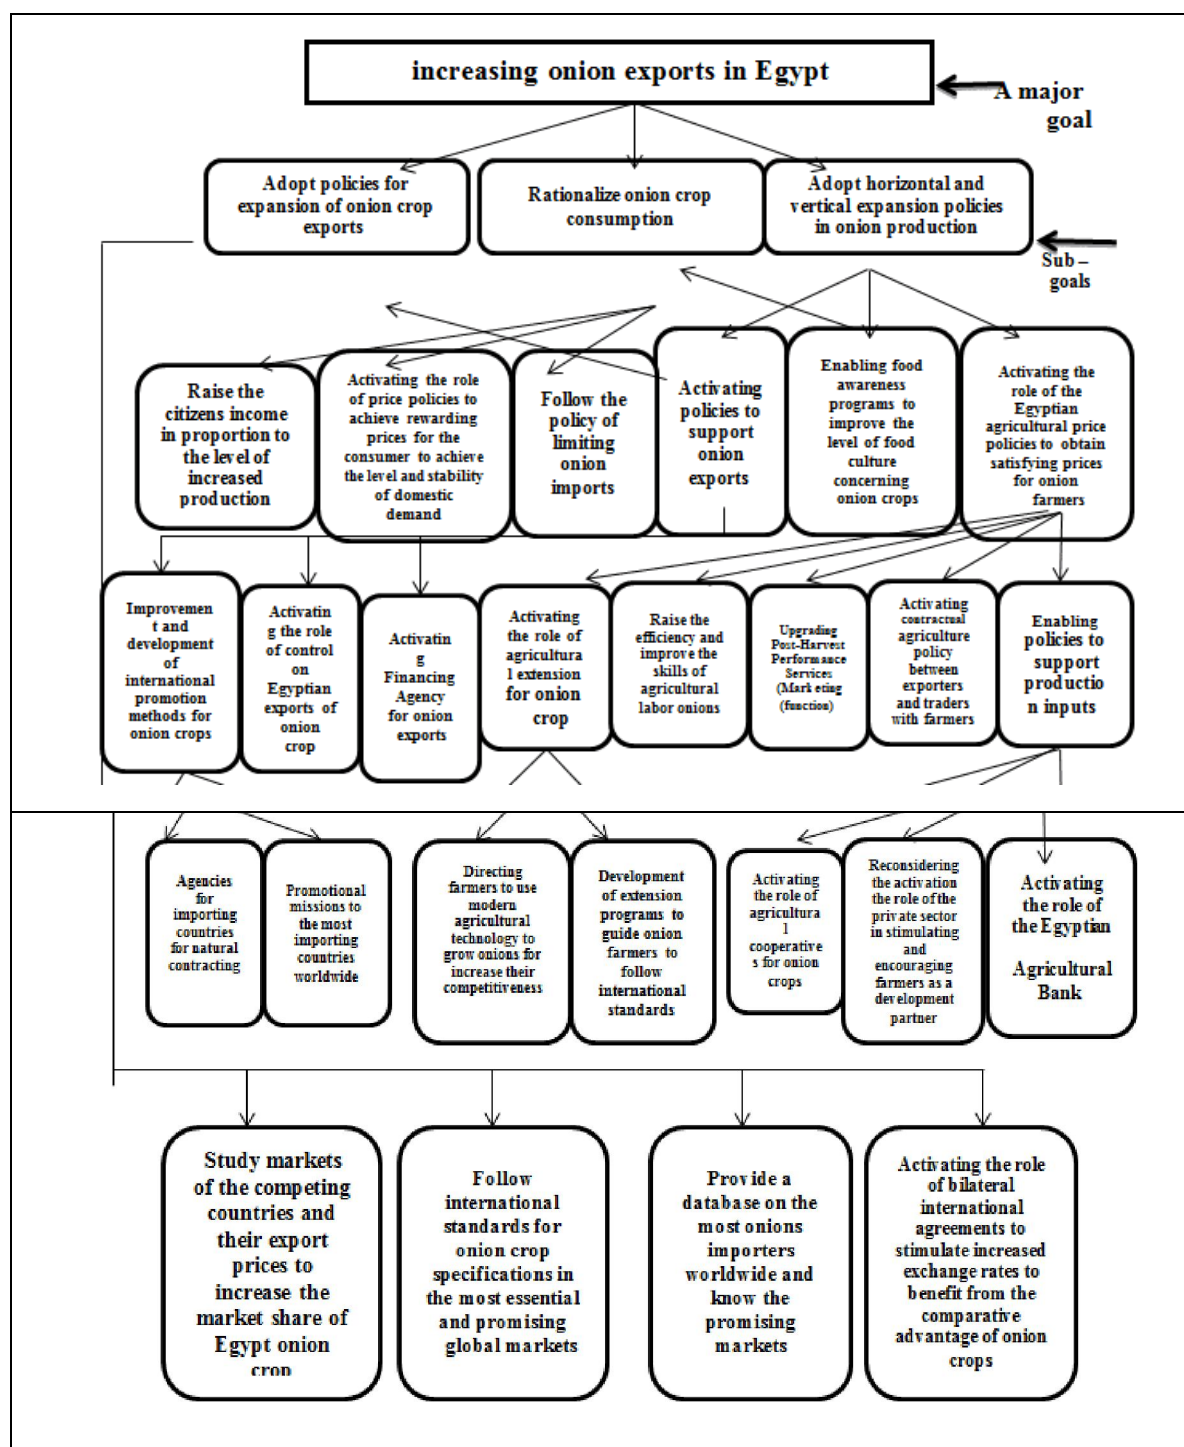 increasing onion exports in Egypt
A major
goal
Adopt policies for
expansion of onion crop
exports
Rationalize onion crop
consumption
Adopt horizontal and
vertical expansion policies
in onion production
Sub –
goals
Raise the
citizens income
in proportion to
the level of
increased
production
Activating the role
of price policies to
achieve rewarding
prices for the
consumer to achieve
the level and stability
of domestic
demand
Follow the
policy of
limiting
onion
imports
Activating
policies to
support
onion
exports
Enabling food
awareness
programs to
improve the
level of food
culture
concerning
onion crops
Activating the
role of the
Egyptian
agricultural price
policies to obtain
satisfying prices
for onion
farmers
Improvemen
t and
development
of
international
promotion
methods for
onion crops
Activatin
g the role
of control
on
Egyptian
exports of
onion
crop
Activatin
g
Financing
Agency
for onion
exports
Activating
the role of
agricultura
l extension
for onion
crop
Raise the
efficiency and
improve the
skills of
agricultural
labor onions
Upgrading
Post-Harvest
Performance
Services
(Marketing
(function)
Activating
contractual
agriculture
policy
between
exporters
and traders
with farmers
Enabling
policies to
support
productio
n inputs
Agencies
for
importing
countries
for natural
contracting
Promotional
missions to
the most
importing
countries
worldwide
Directing
farmers to use
modern
agricultural
technology to
grow onions for
increase their
competitiveness
Development
of extension
programs to
guide onion
farmers to
follow
international
standards
Activating
the role of
agricultura
l
cooperative
s for onion
crops
Reconsidering
the activation
the role of the
private sector
in stimulating
and
encouraging
farmers as a
development
partner
Activating
the role of
the Egyptian
Agricultural
Bank
Study markets
of the competing
countries and
their export
prices to
increase the
market share of
Egypt onion
crop
Follow
international
standards for
onion crop
specifications in
the most essential
and promising
global markets
Provide a
database on the
most onions
importers
worldwide and
know the
promising
markets
Activating the role
of bilateral
international
agreements to
stimulate increased
exchange rates to
benefit from the
comparative
advantage of onion
crops